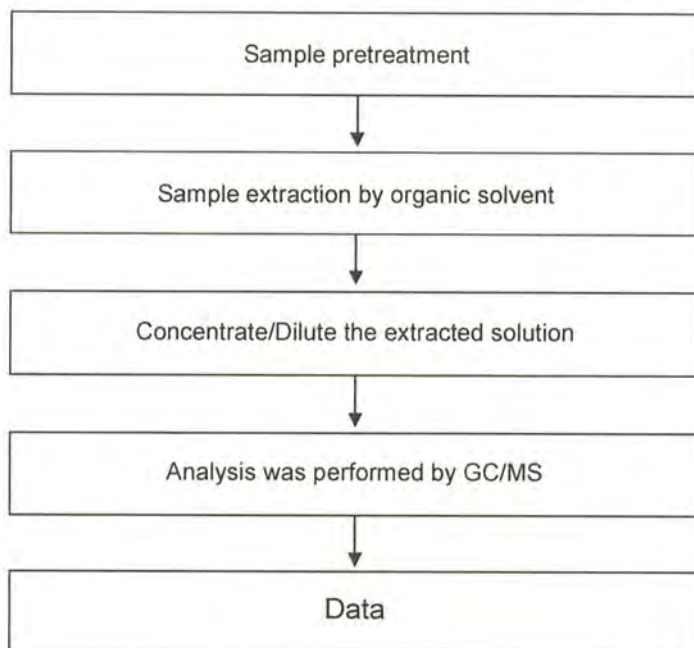 Sample pretreatment
Sample extraction by organic solvent
Concentrate/Dilute the extracted solution
Analysis was performed by GC/MS
Data